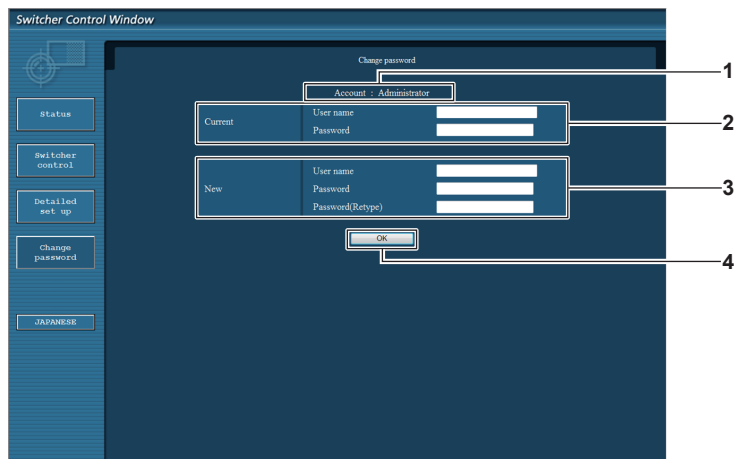 Switcher Control Window
Change password
1
Account : Administrator
Status
Current
User name
Password
2
Switcher
control
New
User name
Password
Password(Retype)
3
Detailed
set up
OK
4
Change
password
JAPANESE